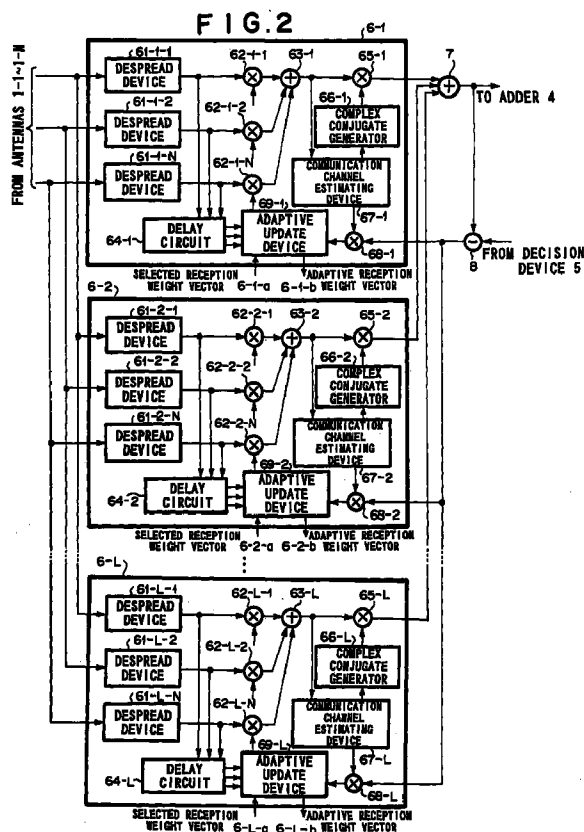 FIG.2
6-1
FROM ANTENNAS 1-1~1-N
61-1-1
DESPREAD DEVICE
61-1-2
DESPREAD DEVICE
61-1-N
DESPREAD DEVICE
62-1-1
62-1-2
62-1-N
63-1
65-1
66-1
COMPLEX CONJUGATE GENERATOR
COMMUNICATION CHANNEL ESTIMATING DEVICE
67-1
68-1
69-1
ADAPTIVE UPDATE DEVICE
64-1
DELAY CIRCUIT
7
TO ADDER 4
8
FROM DECISION DEVICE 5
SELECTED RECEPTION WEIGHT VECTOR
6-1-a
6-1-b
ADAPTIVE RECEPTION WEIGHT VECTOR
6-2
61-2-1
DESPREAD DEVICE
61-2-2
DESPREAD DEVICE
61-2-N
DESPREAD DEVICE
62-2-1
62-2-2
62-2-N
63-2
65-2
66-2
COMPLEX CONJUGATE GENERATOR
COMMUNICATION CHANNEL ESTIMATING DEVICE
67-2
68-2
69-2
ADAPTIVE UPDATE DEVICE
64-2
DELAY CIRCUIT
SELECTED RECEPTION WEIGHT VECTOR
6-2-a
6-2-b
ADAPTIVE RECEPTION WEIGHT VECTOR
6-L
61-L-1
DESPREAD DEVICE
61-L-2
DESPREAD DEVICE
61-L-N
DESPREAD DEVICE
62-L-1
62-L-2
62-L-N
63-L
65-L
66-L
COMPLEX CONJUGATE GENERATOR
COMMUNICATION CHANNEL ESTIMATING DEVICE
67-L
68-L
69-L
ADAPTIVE UPDATE DEVICE
64-L
DELAY CIRCUIT
SELECTED RECEPTION WEIGHT VECTOR
6-L-a
6-L-b
ADAPTIVE RECEPTION WEIGHT VECTOR